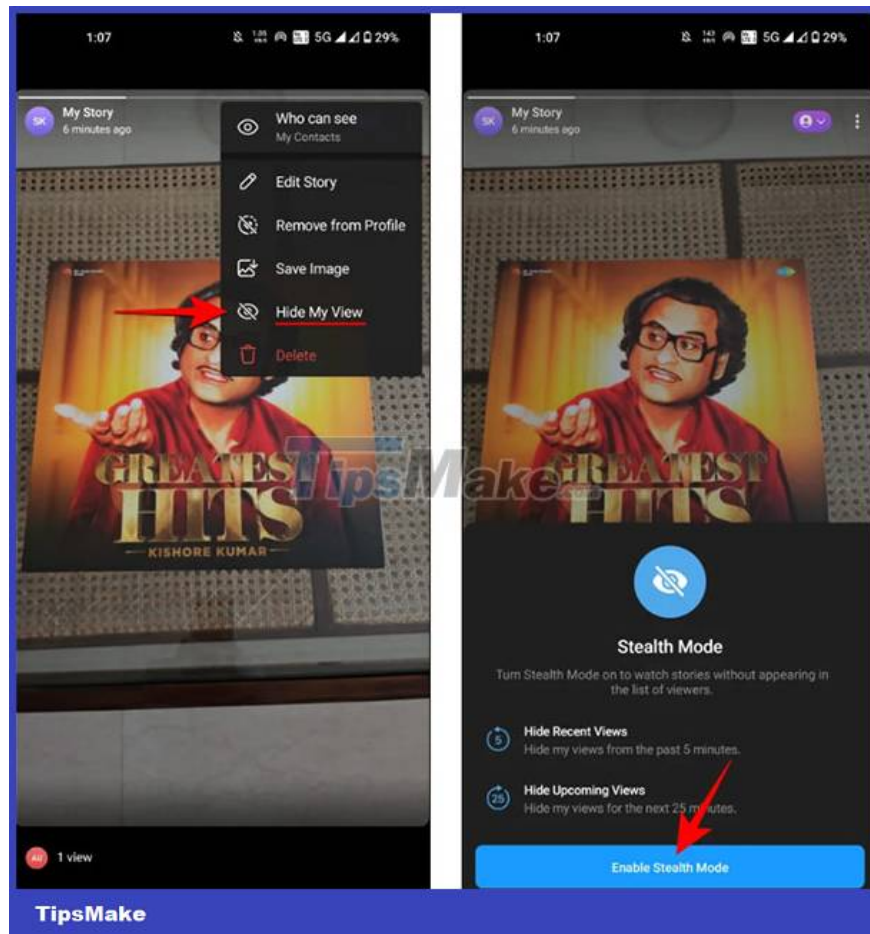 1:07
1.05 KB/S 5G 29%
My Story
6 minutes ago
Who can see
My Contacts
Edit Story
Remove from Profile
Save Image
Hide My View
Delete
GREATEST
HITS
KISHORE KUMAR
AU
1 view
1:07
5G 29%
SK
My Story
6 minutes ago
GREATEST
HITS
Stealth Mode
Turn Stealth Mode on to watch stories without appearing in
the list of viewers.
5
Hide Recent Views
Hide my views from the past 5 minutes.
25
Hide Upcoming Views
Hide my views for the next 25 minutes.
Enable Stealth Mode
TipsMake
TipsMake